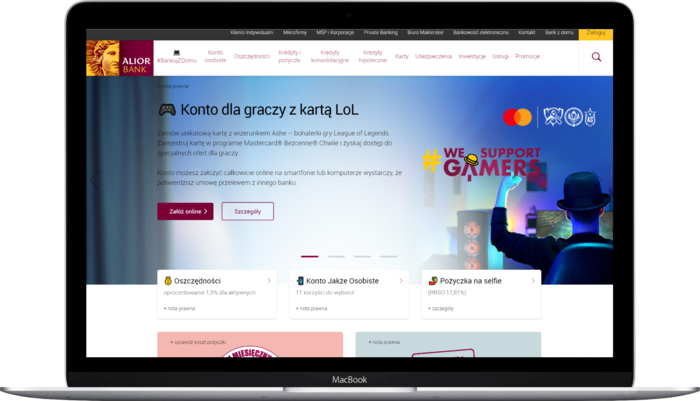 Klienci Indywidualni Mikrofirmy MŚP i Korporacje Private Banking Biuro Maklerskie Bankowość elektroniczna Kontakt Bank z domu Zaloguj
ALIOR
BANK
#BankujZDomu
Konto
osobiste
Oszczędności
Kredyty i
pożyczki
Kredyty
konsolidacyjne
Kredyty
hipoteczne
Karty
Ubezpieczenia
Inwestycje
Usługi
Promocje
+ nota prawna
Konto dla graczy z kartą LoL
Zamów unikatową kartę z wizerunkiem Ashe – bohaterki gry League of Legends.
Zarejestruj kartę w programie Mastercard® Bezcenne® Chwile i zyskaj dostęp do
specjalnych ofert dla graczy
Konto możesz założyć całkowicie online na smartfonie lub komputerze wystarczy, że
potwierdzisz umowę przelewem z innego banku.
Załóż online
Szczegóły
#WE SUPPORT
GAMERS
Oszczędności
oprocentowanie 1,5% dla aktywnych
+ nota prawna
Konto Jakże Osobiste
11 korzyści do wyboru!
+ nota prawna
Pożyczka na selfie
(RRSO 17,81%)
+ szczegóły
+ sprawdź koszt pożyczki
+ nota prawna
MacBook